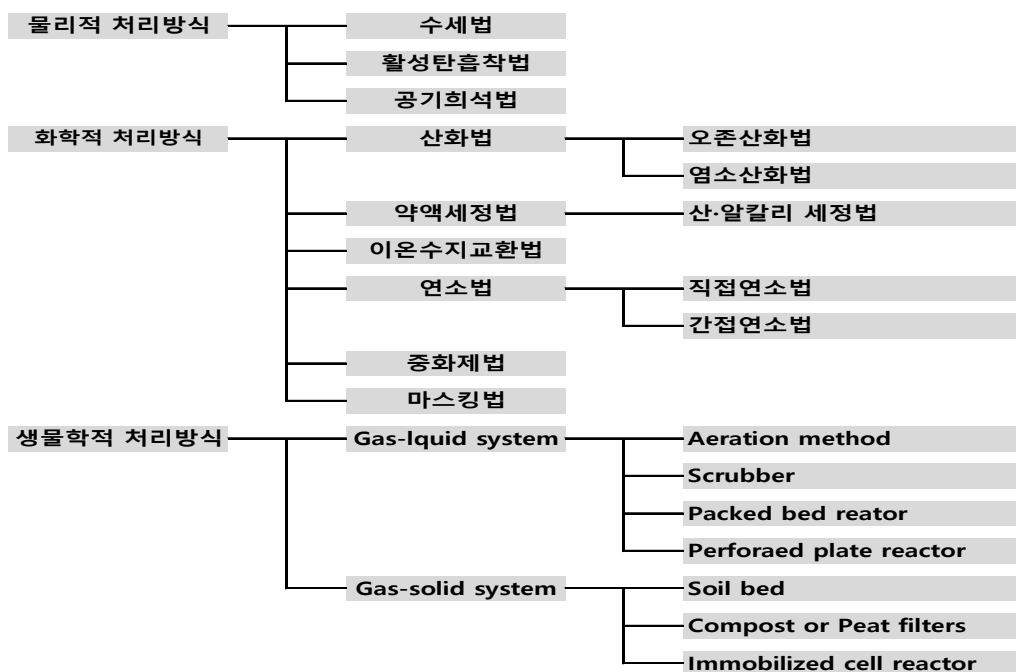 물리적 처리방식 수세법
활성탄흡착법
공기희석법
화학적 처리방식 산화법 오존산화법
염소산화법
약액세정법 산·알칼리 세정법
이온수지교환법
연소법 직접연소법
간접연소법
중화제법
마스킹법
생물학적 처리방식 Gas-lquid system Aeration method
Scrubber
Packed bed reator
Perforaed plate reactor
Gas-solid system Soil bed
Compost or Peat filters
Immobilized cell reactor